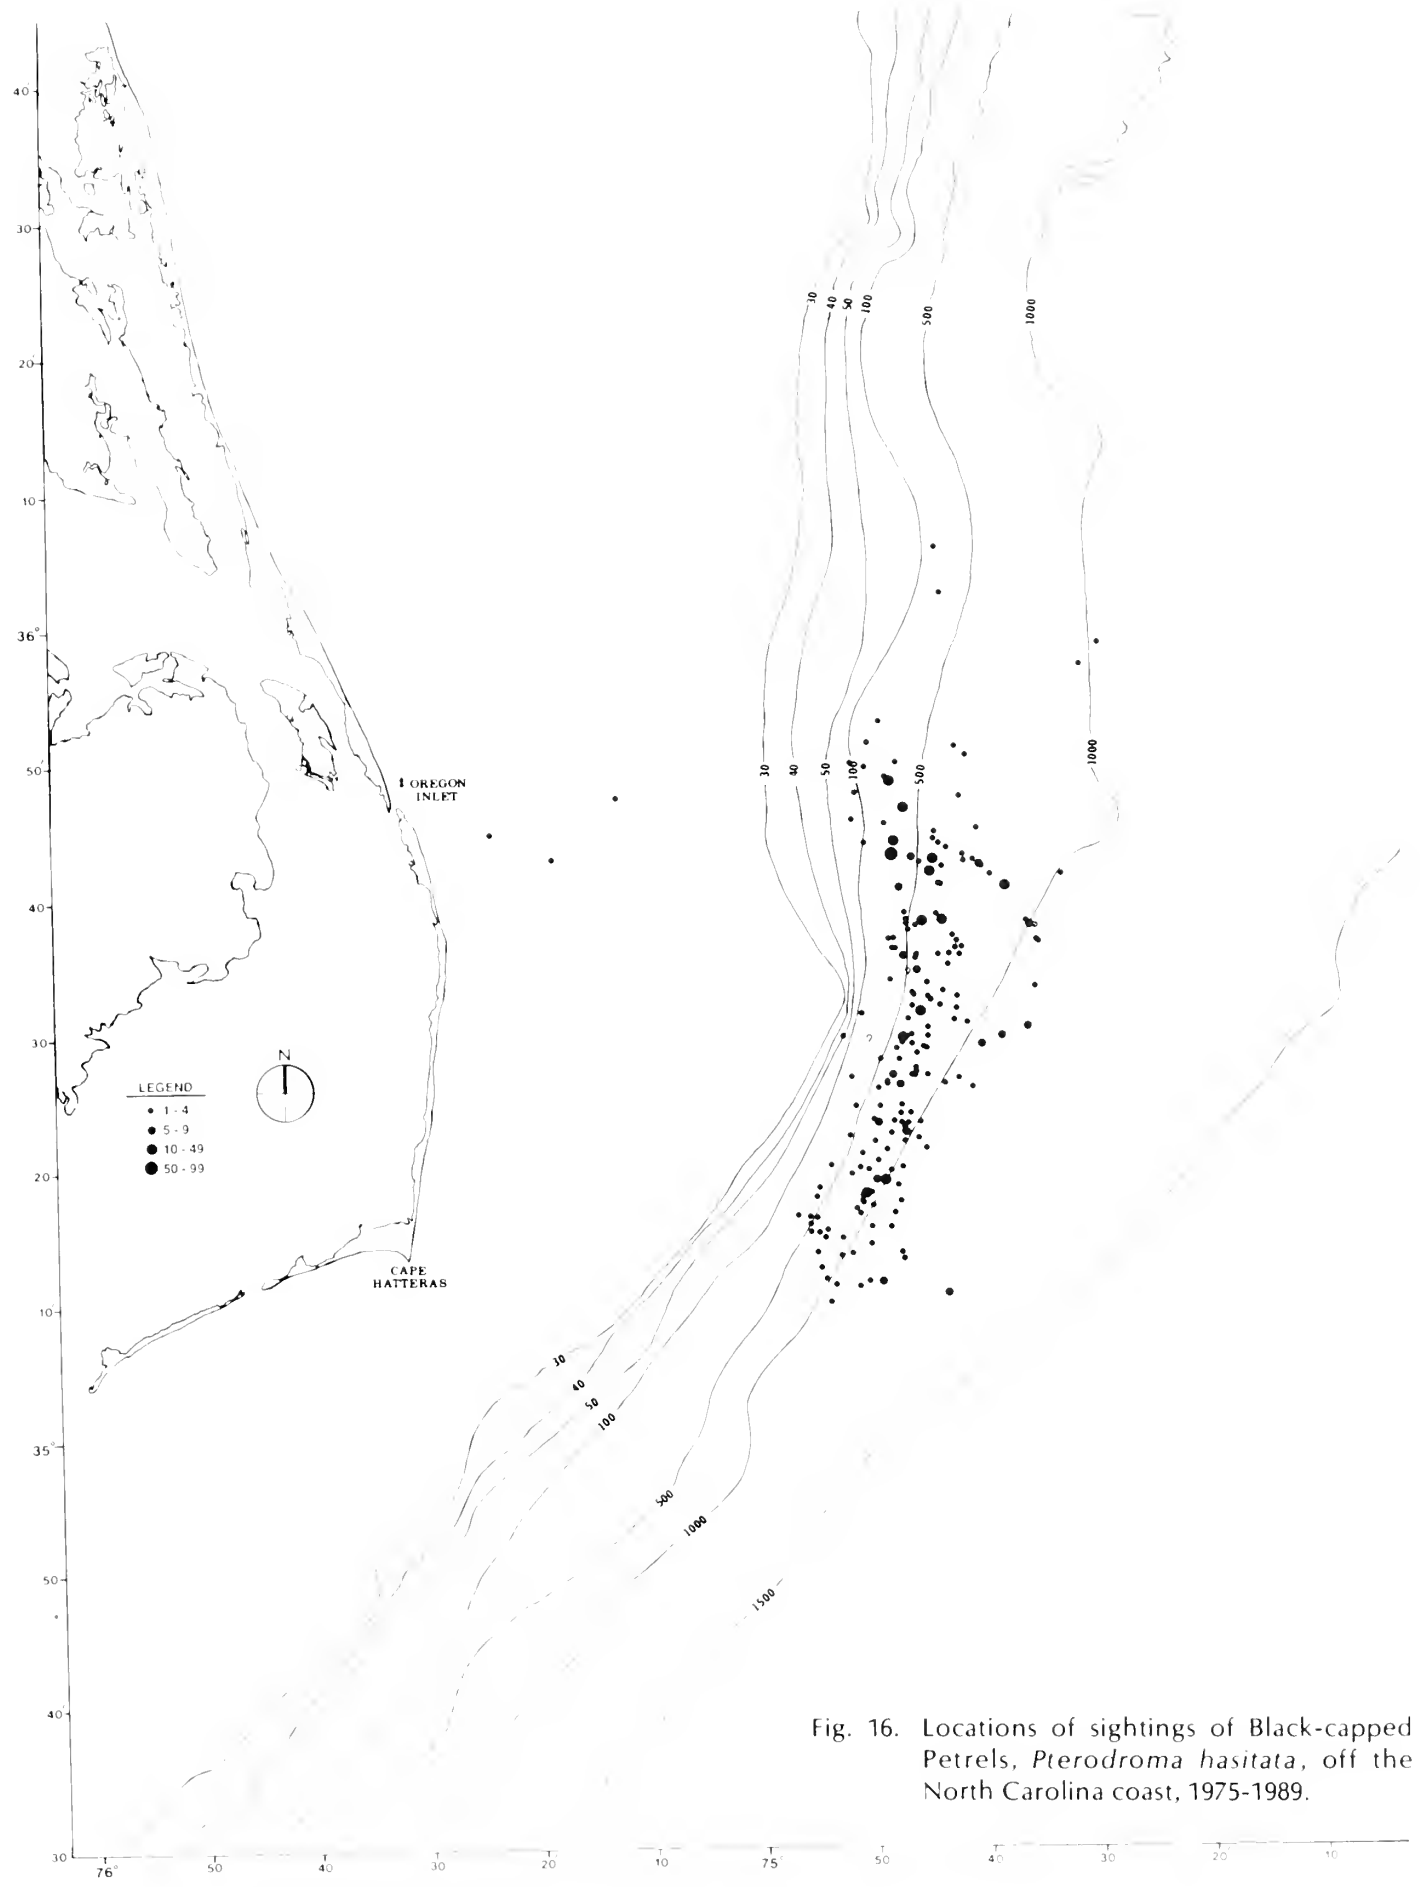 40
30
20
10
36°
50
40
30
20
10
35°
50
40
30
30
40
50
100
500
1000
30
40
50
100
500
1000
OREGON
INLET
N
LEGEND
1 - 4
5 - 9
10 - 49
50 - 99
CAPE
HATTERAS
30
40
50
100
500
1000
1500
Fig. 16. Locations of sightings of Black-capped
Petrels, Pterodroma hasitata, off the
North Carolina coast, 1975-1989.
76° 50 40 30 20 10 75° 50 40 30 20 10